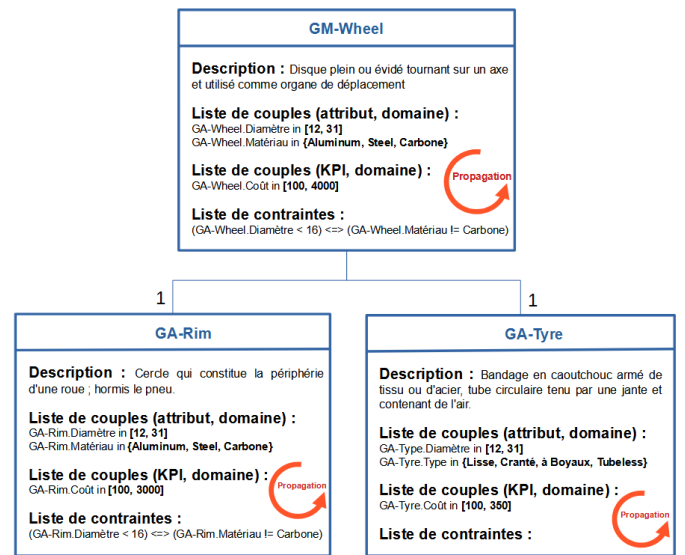 GM-Wheel
Description : Disque plein ou évidé tournant sur un axe
et utilisé comme organe de déplacement
Liste de couples (attribut, domaine) :
GA-Wheel.Diamètre in [12, 31]
GA-Wheel.Matériau in {Aluminum, Steel, Carbone}
Liste de couples (KPI, domaine) :
GA-Wheel.Coût in [100, 4000]
Propagation
Liste de contraintes :
(GA-Wheel.Diamètre < 16) <=> (GA-Wheel.Matériau != Carbone)
1
1
GA-Rim
Description : Cercle qui constitue la périphérie
d'une roue ; hormis le pneu.
Liste de couples (attribut, domaine) :
GA-Rim.Diamètre in [12, 31]
GA-Rim.Matériau in {Aluminum, Steel, Carbone}
Liste de couples (KPI, domaine) :
GA-Rim.Coût in [100, 3000]
Propagation
Liste de contraintes :
(GA-Rim.Diamètre < 16) <=> (GA-Rim.Matériau != Carbone)
GA-Tyre
Description : Bandage en caoutchouc armé de
tissu ou d'acier, tube circulaire tenu par une jante et
contenant de l'air.
Liste de couples (attribut, domaine) :
GA-Type.Diamètre in [12, 31]
GA-Tyre.Type in {Lisse, Cranté, à Boyaux, Tubeless}
Liste de couples (KPI, domaine) :
GA-Tyre.Coût in [100, 350]
Propagation
Liste de contraintes :